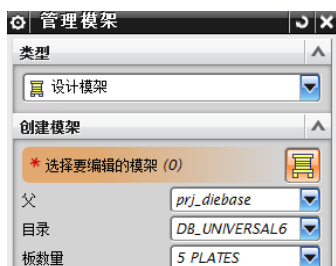 管理模架
类型
设计模架
创建模架
* 选择要编辑的模架 (0)
父 prj_diebase
目录 DB_UNIVERSAL6
板数量 5 PLATES